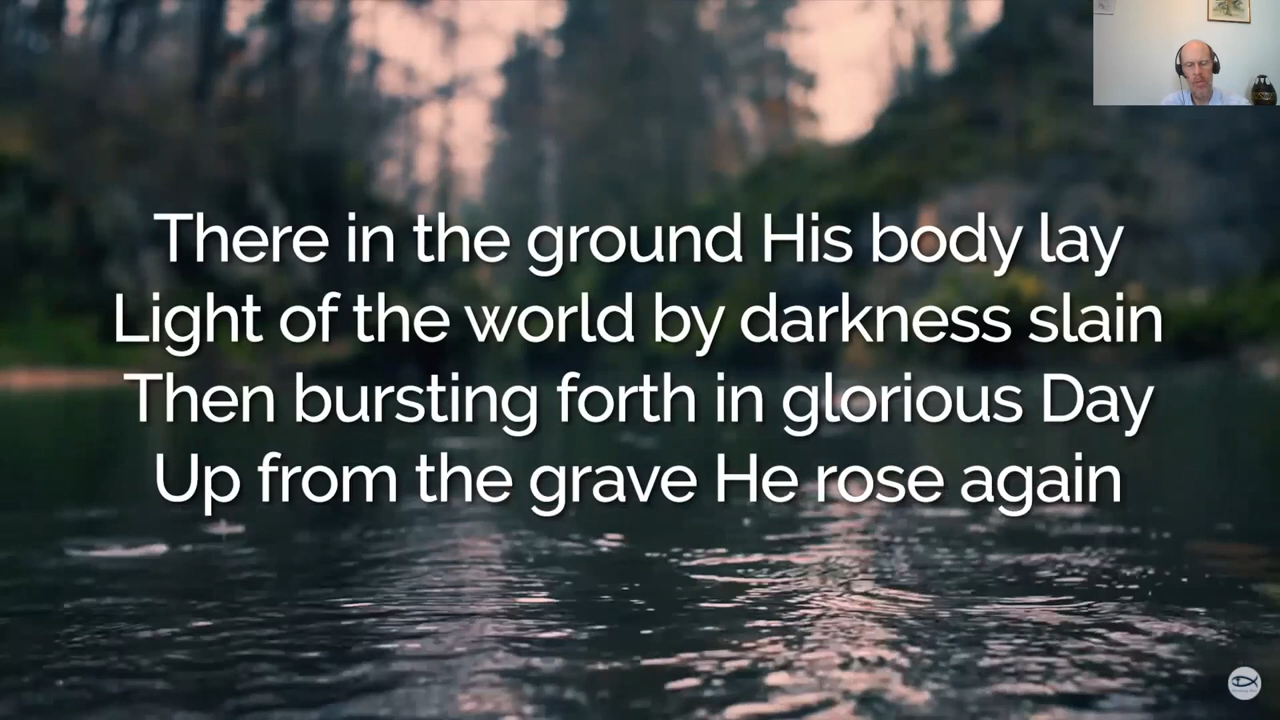 There in the ground His body lay
Light of the world by darkness slain
Then bursting forth in glorious Day
Up from the grave He rose again